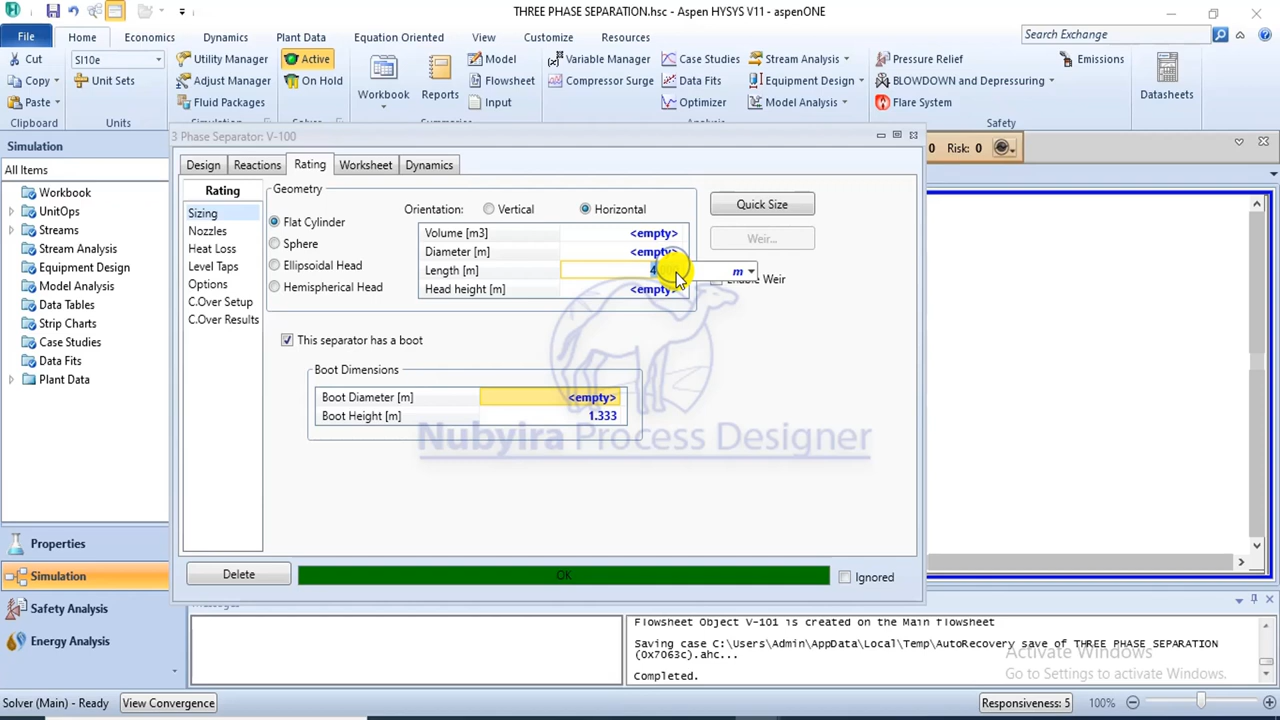 THREE PHASE SEPARATION.hsc - Aspen HYSYS V11 - aspenONE
File Home Economics Dynamics Plant Data Equation Oriented View Customize Resources Search Exchange
Cut SI10e Utility Manager Active Model Variable Manager Case Studies Stream Analysis Pressure Relief Emissions
Copy Unit Sets Adjust Manager On Hold Workbook Reports Flowsheet Compressor Surge Data Fits Equipment Design BLOWDOWN and Depressuring Datasheets
Paste Fluid Packages Input Optimizer Model Analysis Flare System
Clipboard Units Safety
Simulation
3 Phase Separator: V-100
0 Risk: 0
All Items
Design Reactions Rating Worksheet Dynamics
Workbook
UnitOps
Streams
Stream Analysis
Equipment Design
Model Analysis
Data Tables
Strip Charts
Case Studies
Data Fits
Plant Data
Rating
Sizing
Nozzles
Heat Loss
Level Taps
Options
C.Over Setup
C.Over Results
Geometry
Flat Cylinder
Sphere
Ellipsoidal Head
Hemispherical Head
Orientation: Vertical Horizontal
Volume [m3] <empty>
Diameter [m] <empty>
Length [m] m
Head height [m] <empty>
Quick Size
Weir...
This separator has a boot
Boot Dimensions
Boot Diameter [m] <empty>
Boot Height [m] 1.333
Nubyira Process Designer
Delete OK Ignored
Properties
Simulation
Safety Analysis
Energy Analysis
Flowsheet Object V-101 is created on the Main flowsheet
Saving case C:\Users\Admin\AppData\Local\Temp\AutoRecovery save of THREE PHASE SEPARATION
(0x7063c).ahc...
Completed.
Activate Windows
Go to Settings to activate Windows.
Solver (Main) - Ready View Convergence Responsiveness: 5 100%